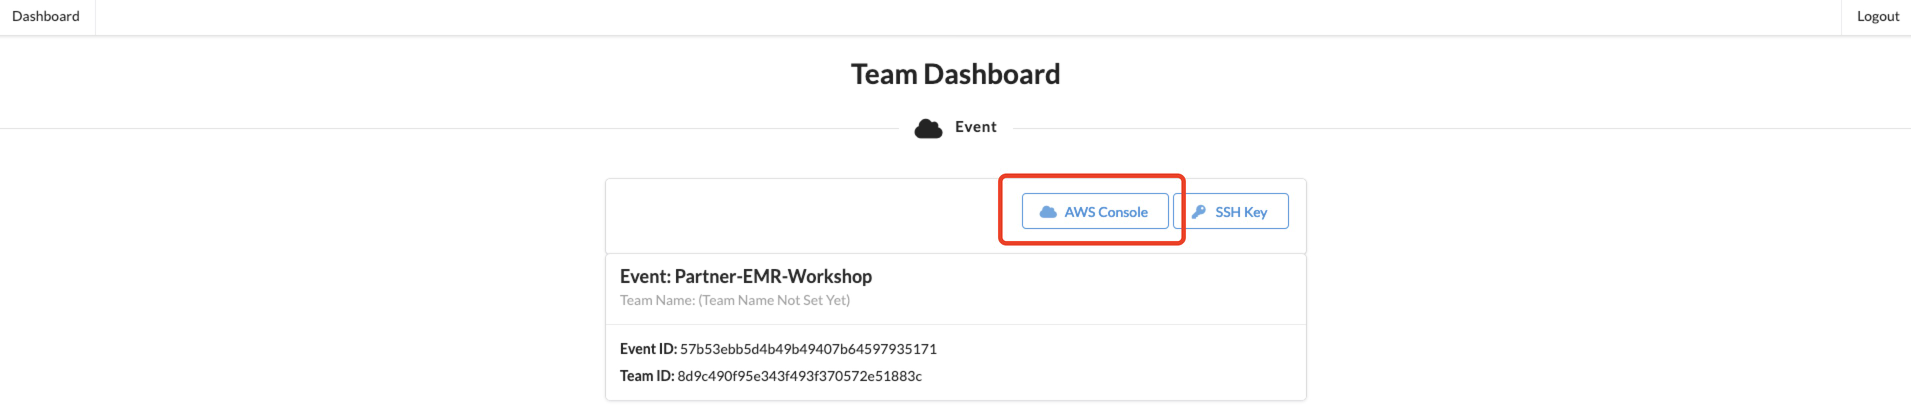 Dashboard
Logout
Team Dashboard
Event
AWS Console
SSH Key
Event: Partner-EMR-Workshop
Team Name: (Team Name Not Set Yet)
Event ID: 57b53ebb5d4b49b49407b64597935171
Team ID: 8d9c490f95e343f493f370572e51883c